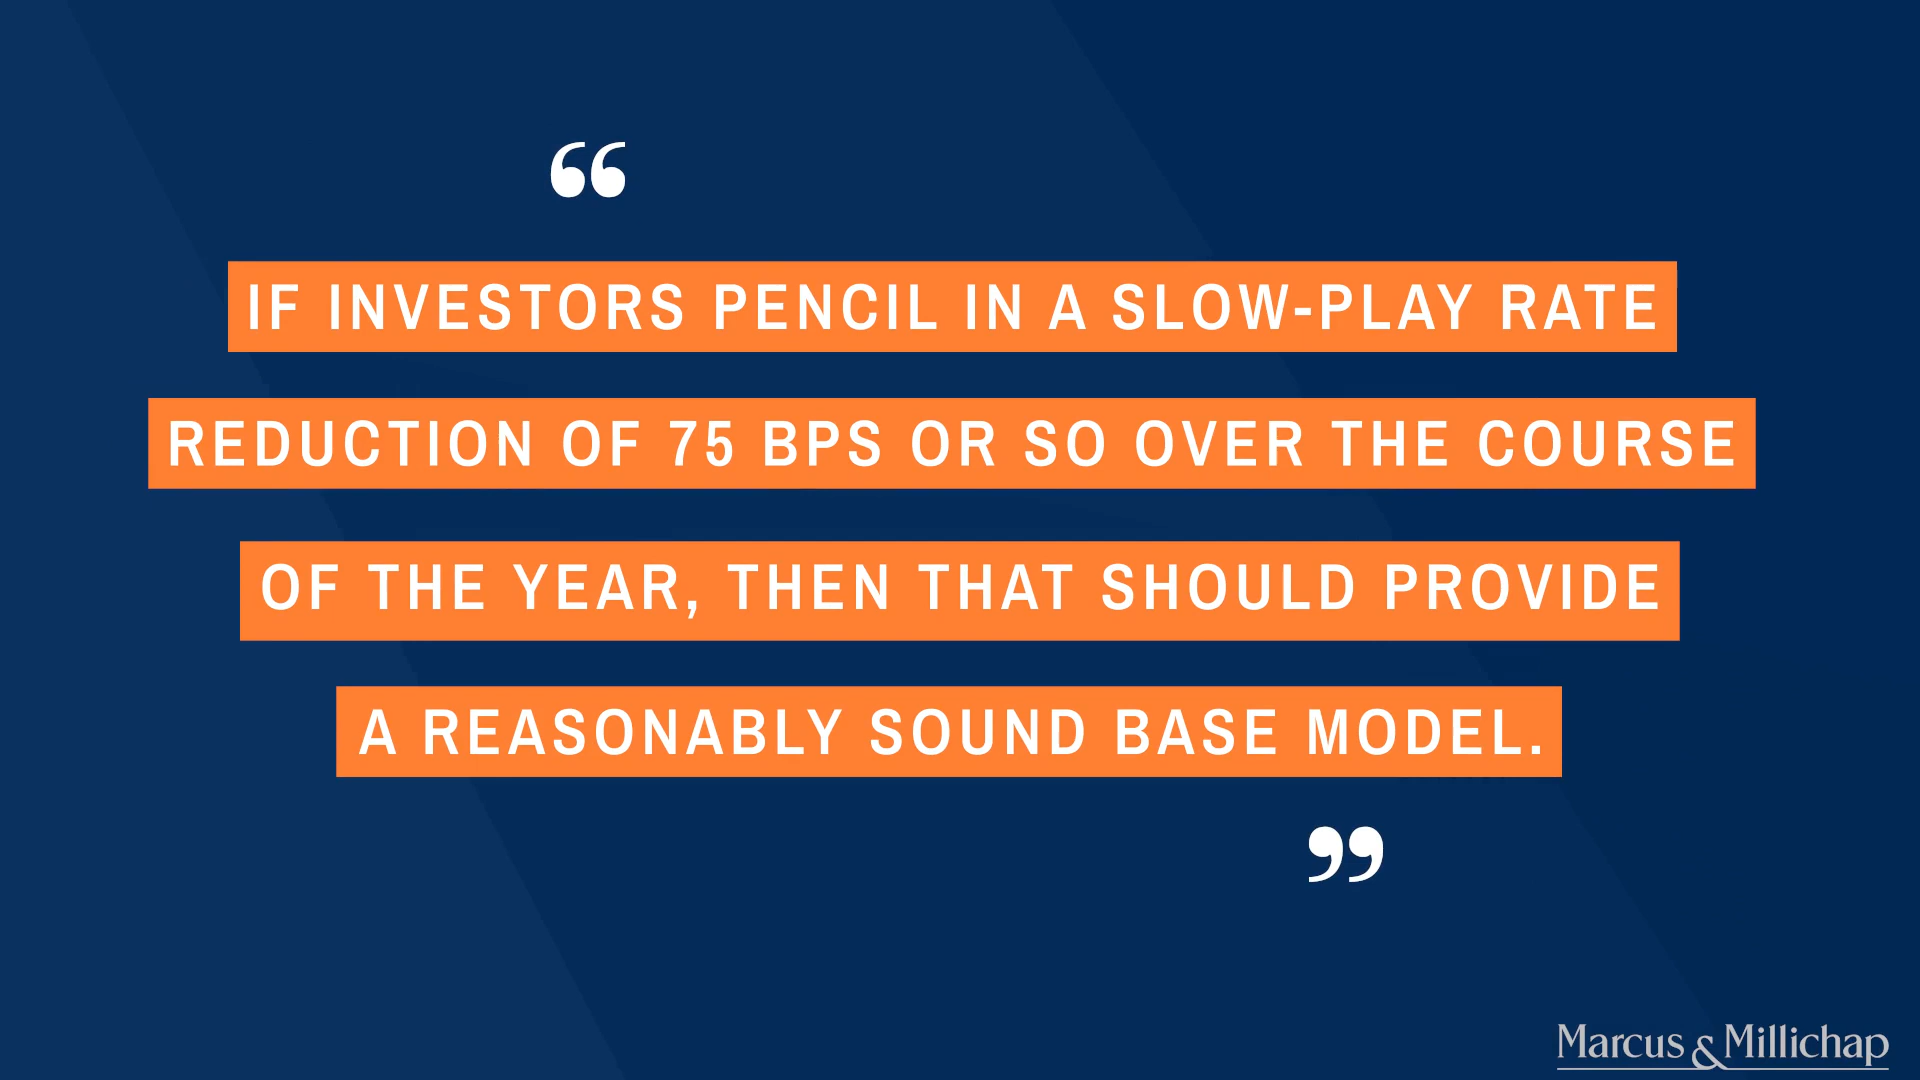 “
IF INVESTORS PENCIL IN A SLOW-PLAY RATE
REDUCTION OF 75 BPS OR SO OVER THE COURSE
OF THE YEAR, THEN THAT SHOULD PROVIDE
A REASONABLY SOUND BASE MODEL.
”
Marcus & Millichap